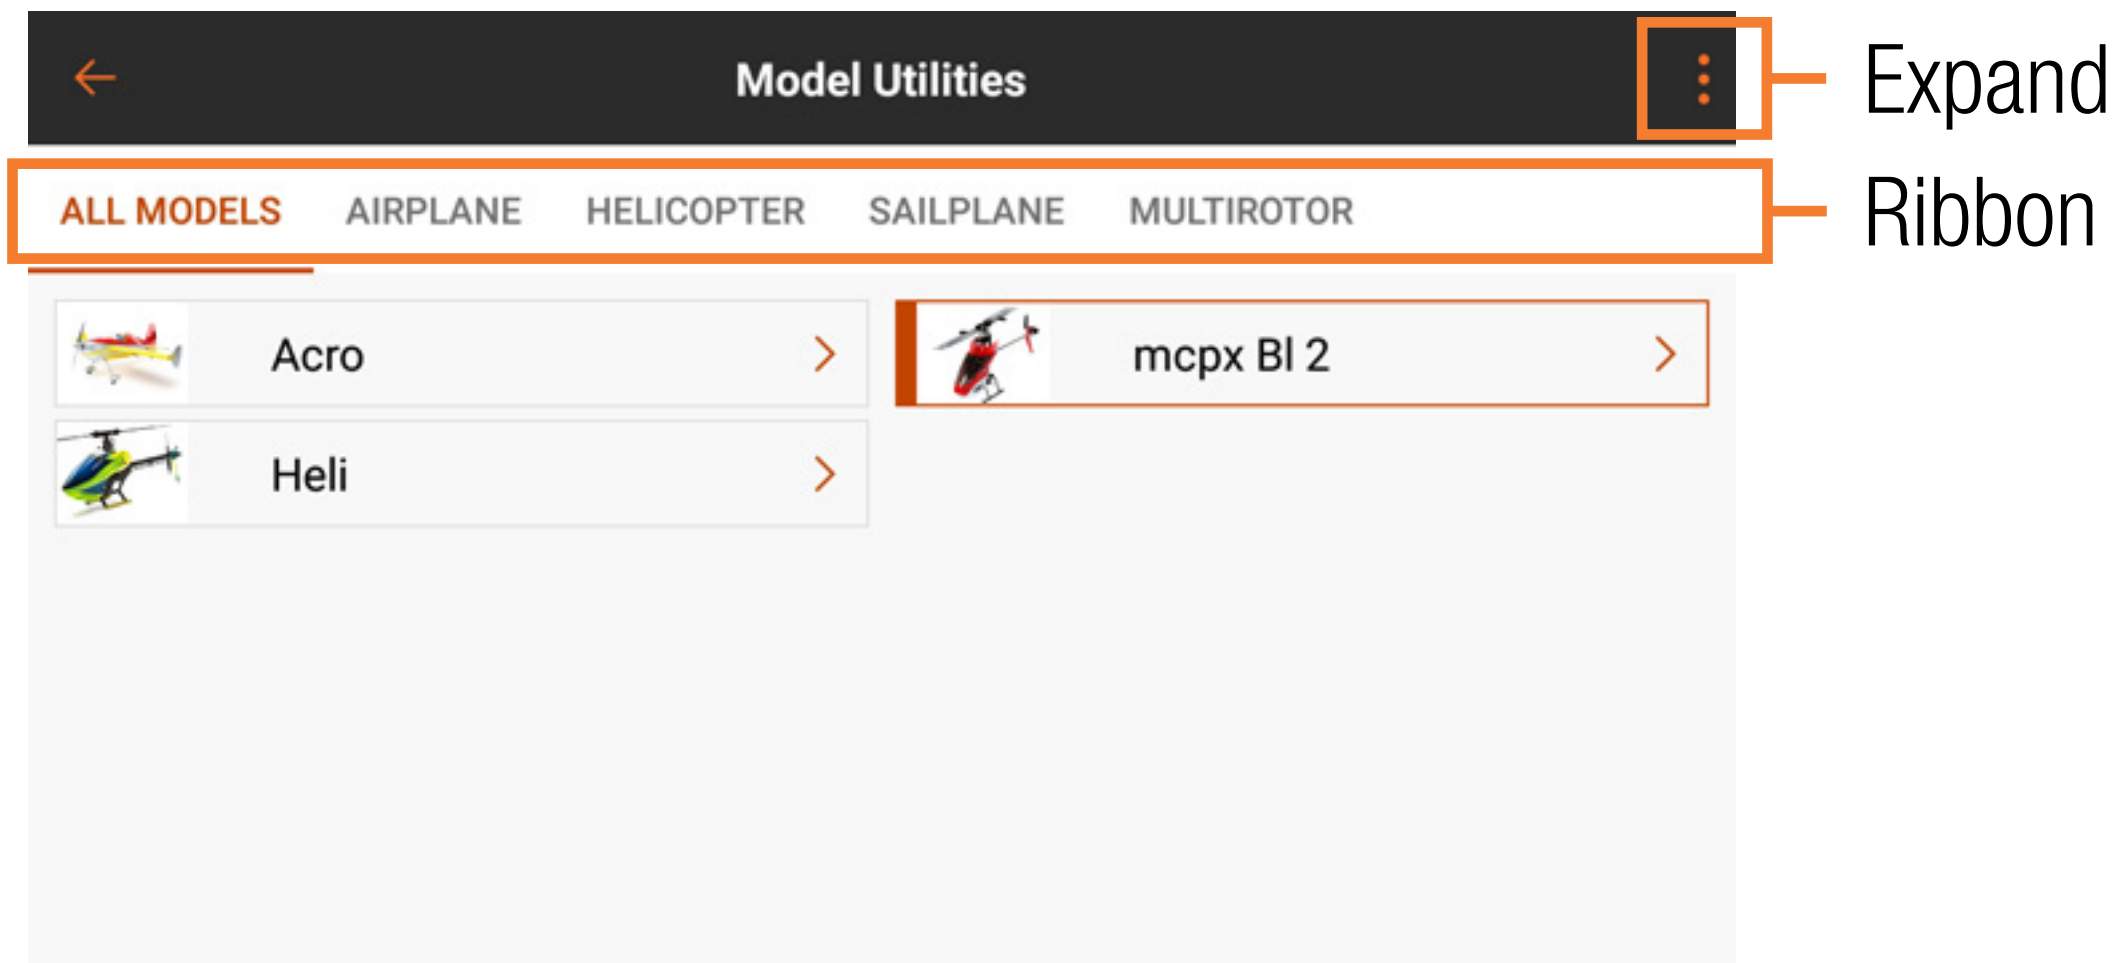 Model Utilities
Expand
ALL MODELS AIRPLANE HELICOPTER SAILPLANE MULTIROTOR
Ribbon
Acro
mcpx Bl 2
Heli